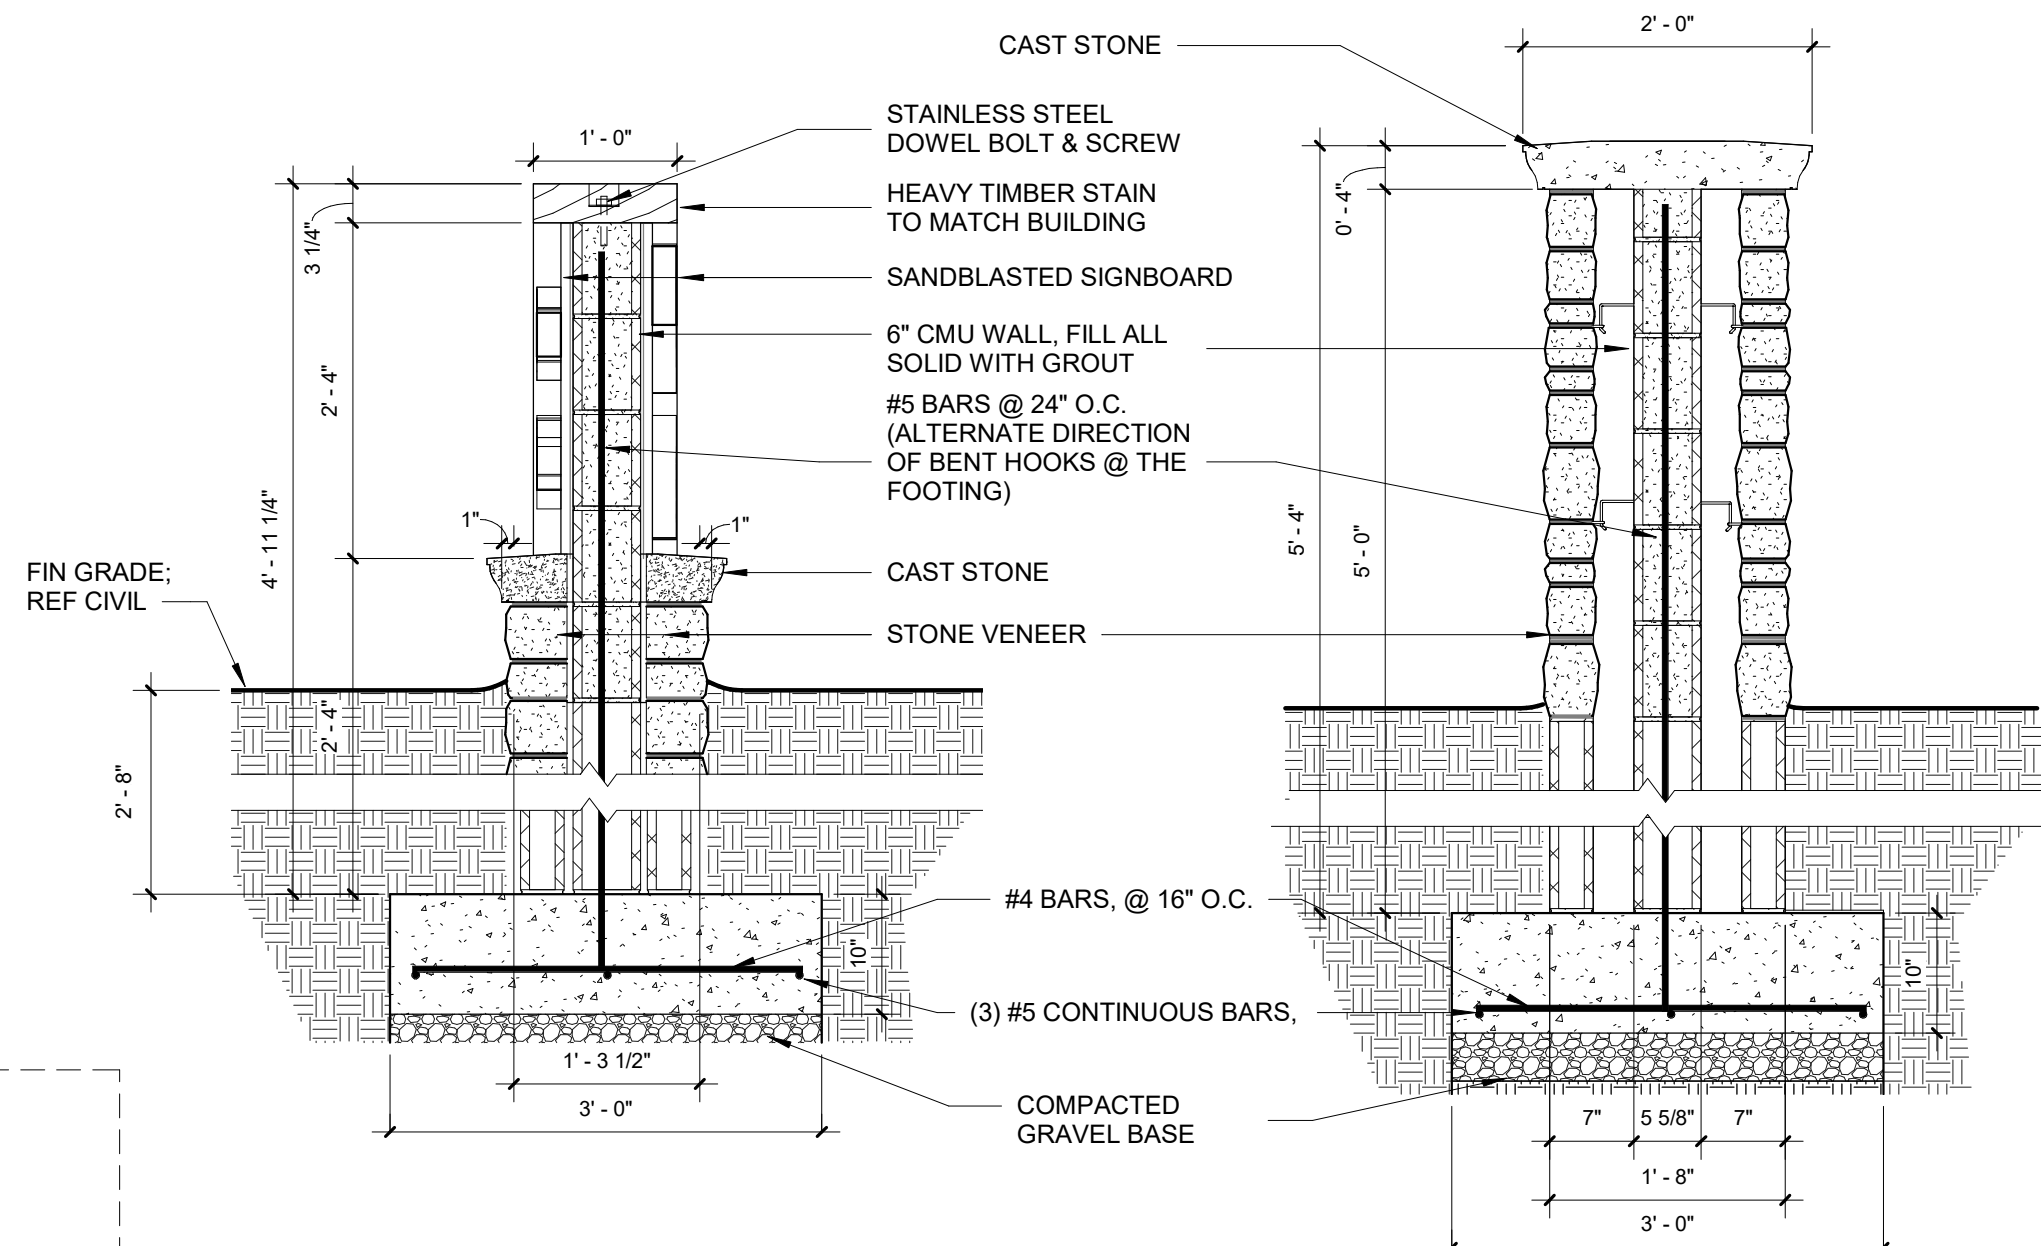 2' - 0"
CAST STONE
STAINLESS STEEL
DOWEL BOLT & SCREW
1' - 0"
HEAVY TIMBER STAIN
TO MATCH BUILDING
0' - 4"
3 1/4"
SANDBLASTED SIGNBOARD
6" CMU WALL, FILL ALL
SOLID WITH GROUT
2' - 4"
#5 BARS @ 24" O.C.
(ALTERNATE DIRECTION
OF BENT HOOKS @ THE
FOOTING)
4' - 11 1/4"
1"
1"
5' - 4"
5' - 0"
FIN GRADE;
REF CIVIL
CAST STONE
STONE VENEER
2' - 4"
2' - 8"
#4 BARS, @ 16" O.C.
10"
10"
(3) #5 CONTINUOUS BARS,
1' - 3 1/2"
3' - 0"
COMPACTED
GRAVEL BASE
7"
5 5/8"
7"
1' - 8"
3' - 0"